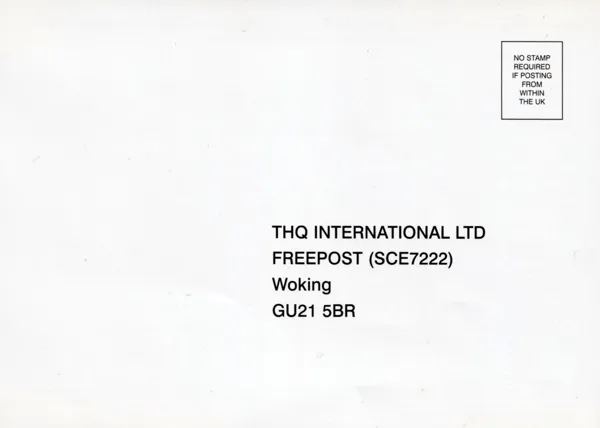 NO STAMP
REQUIRED
IF POSTING
FROM
WITHIN
THE UK
THQ INTERNATIONAL LTD
FREEPOST (SCE7222)
Woking
GU21 5BR